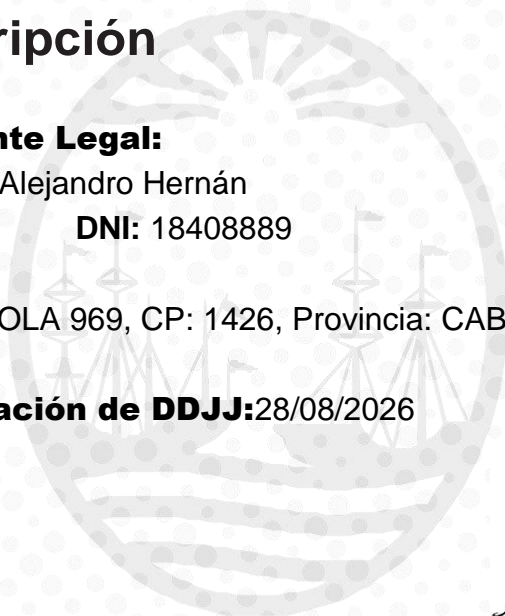 ripción
nte Legal:
Alejandro Hernán
DNI: 18408889
OLA 969, CP: 1426, Provincia: CAB
ación de DDJJ:28/08/2026